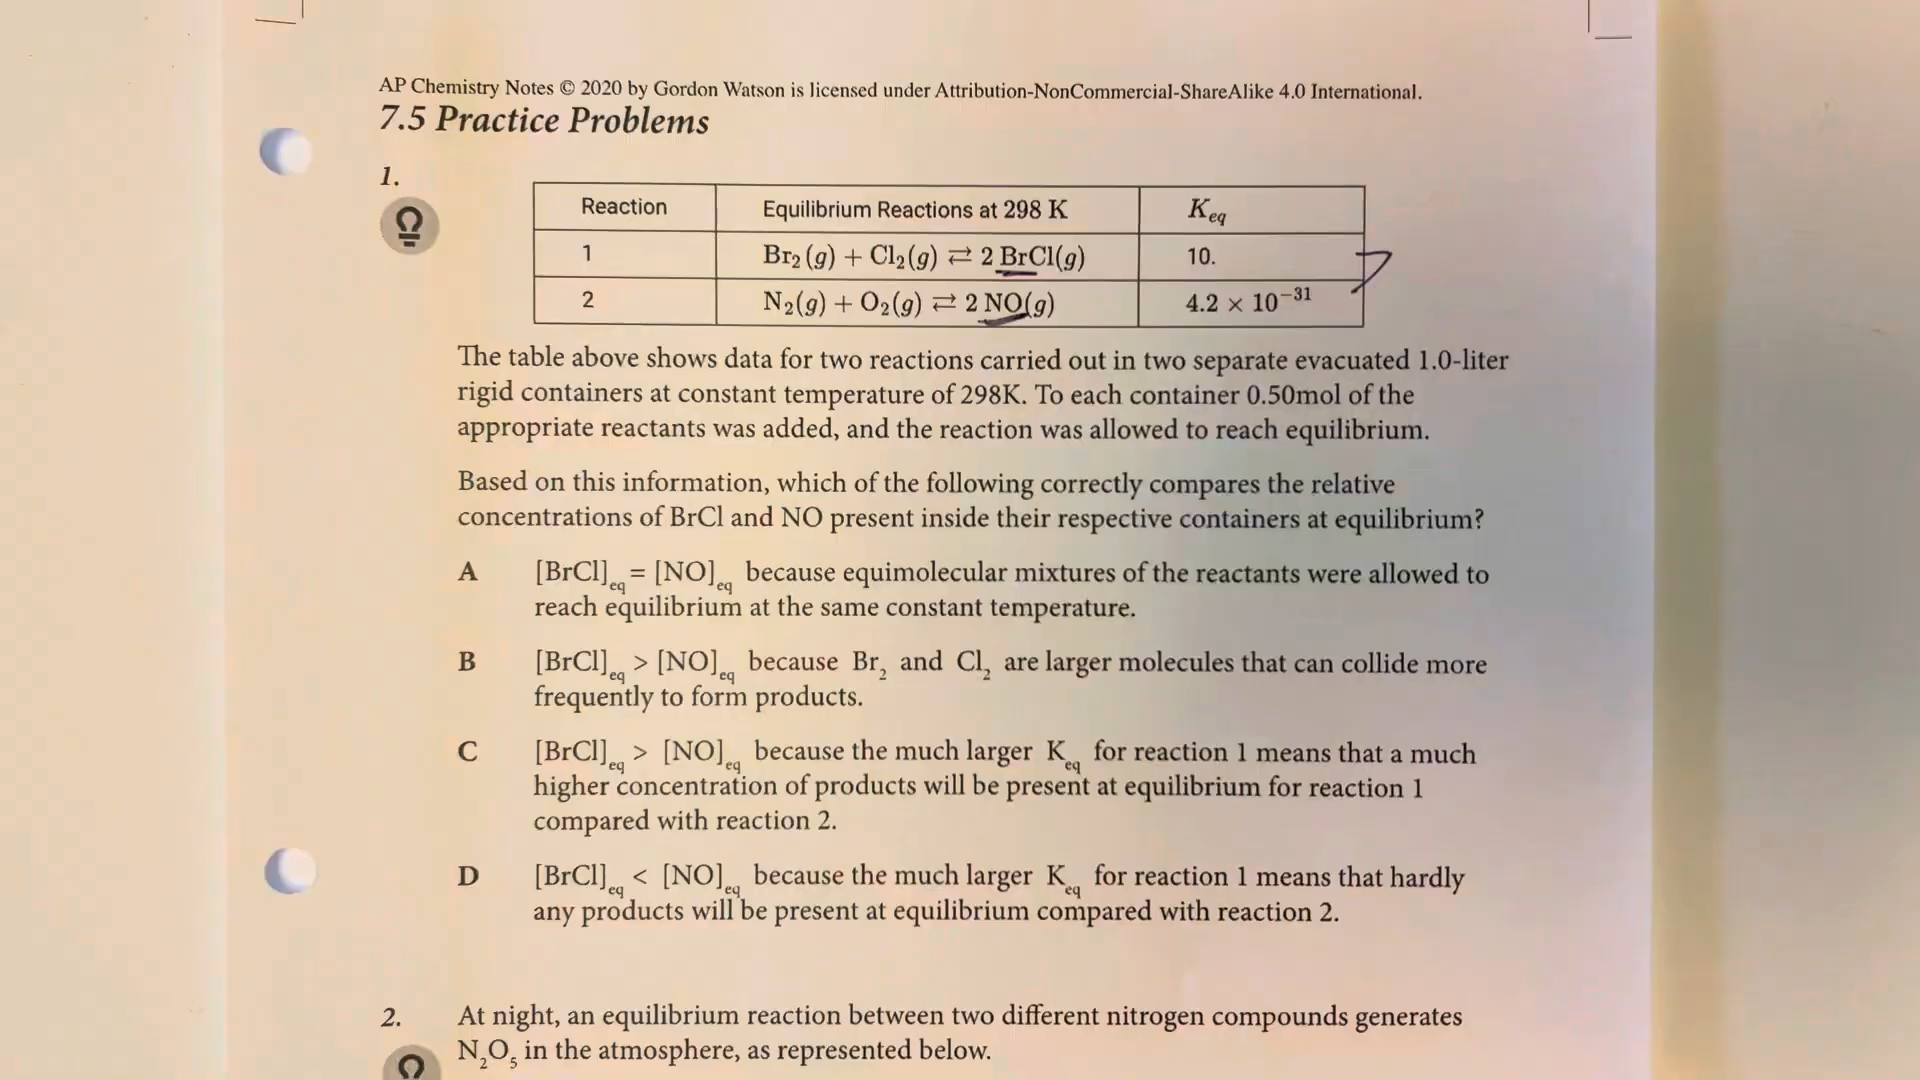 AP Chemistry Notes © 2020 by Gordon Watson is licensed under Attribution-NonCommercial-ShareAlike 4.0 International.
7.5 Practice Problems
1.
Reaction Equilibrium Reactions at 298 K Keq
1 Br₂ (g) + Cl₂(g) ⇄ 2 BrCl(g) 10.
2 N₂(g) + O₂(g) ⇄ 2 NO(g) 4.2 × 10⁻³¹
The table above shows data for two reactions carried out in two separate evacuated 1.0-liter
rigid containers at constant temperature of 298K. To each container 0.50mol of the
appropriate reactants was added, and the reaction was allowed to reach equilibrium.
Based on this information, which of the following correctly compares the relative
concentrations of BrCl and NO present inside their respective containers at equilibrium?
A [BrCl]eq = [NO]eq because equimolecular mixtures of the reactants were allowed to
reach equilibrium at the same constant temperature.
B [BrCl]eq > [NO]eq because Br₂ and Cl₂ are larger molecules that can collide more
frequently to form products.
C [BrCl]eq > [NO]eq because the much larger Keq for reaction 1 means that a much
higher concentration of products will be present at equilibrium for reaction 1
compared with reaction 2.
D [BrCl]eq < [NO]eq because the much larger Keq for reaction 1 means that hardly
any products will be present at equilibrium compared with reaction 2.
2. At night, an equilibrium reaction between two different nitrogen compounds generates
N₂O₅ in the atmosphere, as represented below.